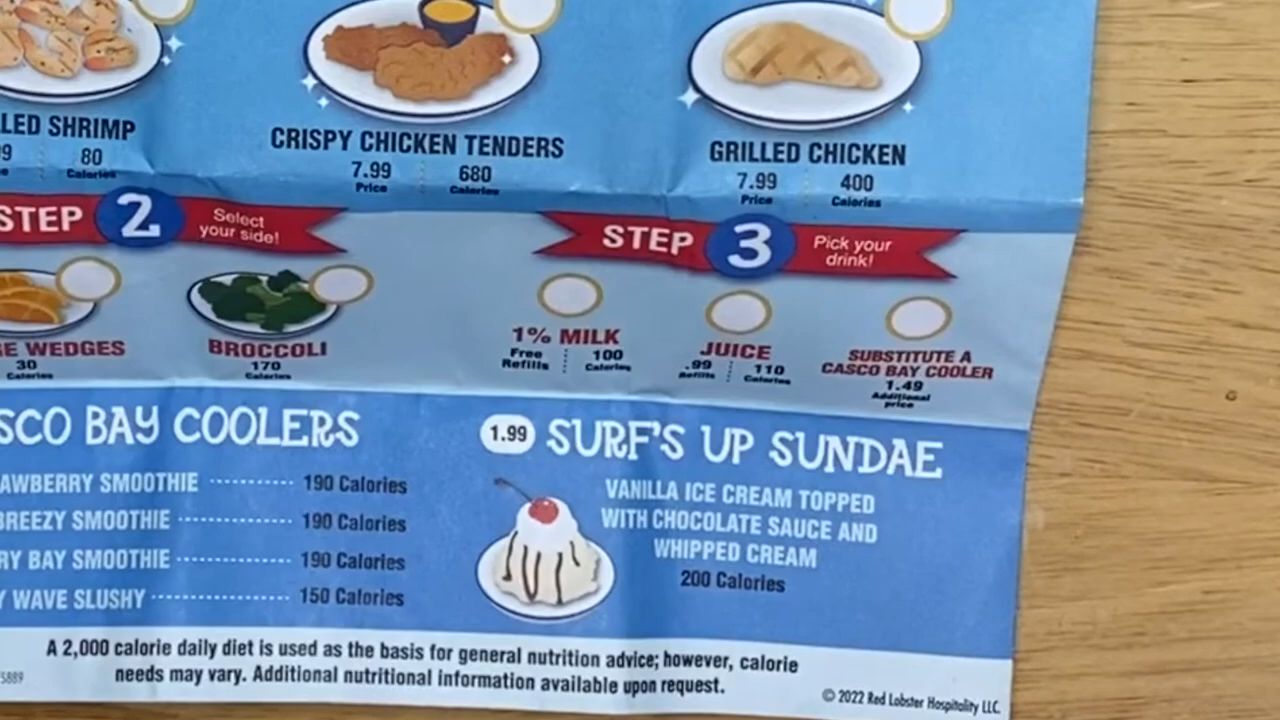 LED SHRIMP
9
80
Calories
CRISPY CHICKEN TENDERS
7.99
Price
680
Calories
GRILLED CHICKEN
7.99
Price
400
Calories
STEP 2
Select
your side!
STEP 3
Pick your
drink!
E WEDGES
30
Calories
BROCCOLI
170
Calories
1% MILK
Free
Refills
100
Calories
JUICE
.99
Refills
110
Calories
SUBSTITUTE A
CASCO BAY COOLER
1.49
Additional
price
SCO BAY COOLERS
AWBERRY SMOOTHIE 190 Calories
BREEZY SMOOTHIE 190 Calories
RY BAY SMOOTHIE 190 Calories
Y WAVE SLUSHY 150 Calories
1.99 SURF'S UP SUNDAE
VANILLA ICE CREAM TOPPED
WITH CHOCOLATE SAUCE AND
WHIPPED CREAM
200 Calories
A 2,000 calorie daily diet is used as the basis for general nutrition advice; however, calorie
needs may vary. Additional nutritional information available upon request.
5889
© 2022 Red Lobster Hospitality LLC.